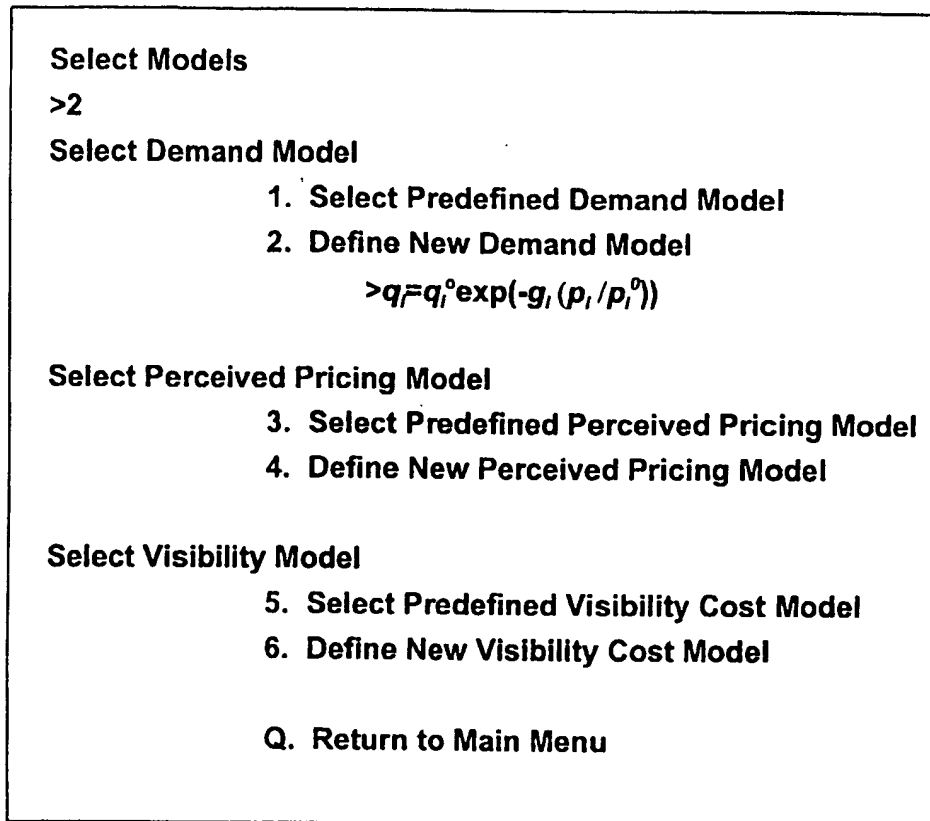 Select Models
>2
Select Demand Model
1. Select Predefined Demand Model
2. Define New Demand Model
>qᵢ=qᵢ⁰exp(-gᵢ (pᵢ /pᵢ⁰))
Select Perceived Pricing Model
3. Select Predefined Perceived Pricing Model
4. Define New Perceived Pricing Model
Select Visibility Model
5. Select Predefined Visibility Cost Model
6. Define New Visibility Cost Model
Q. Return to Main Menu